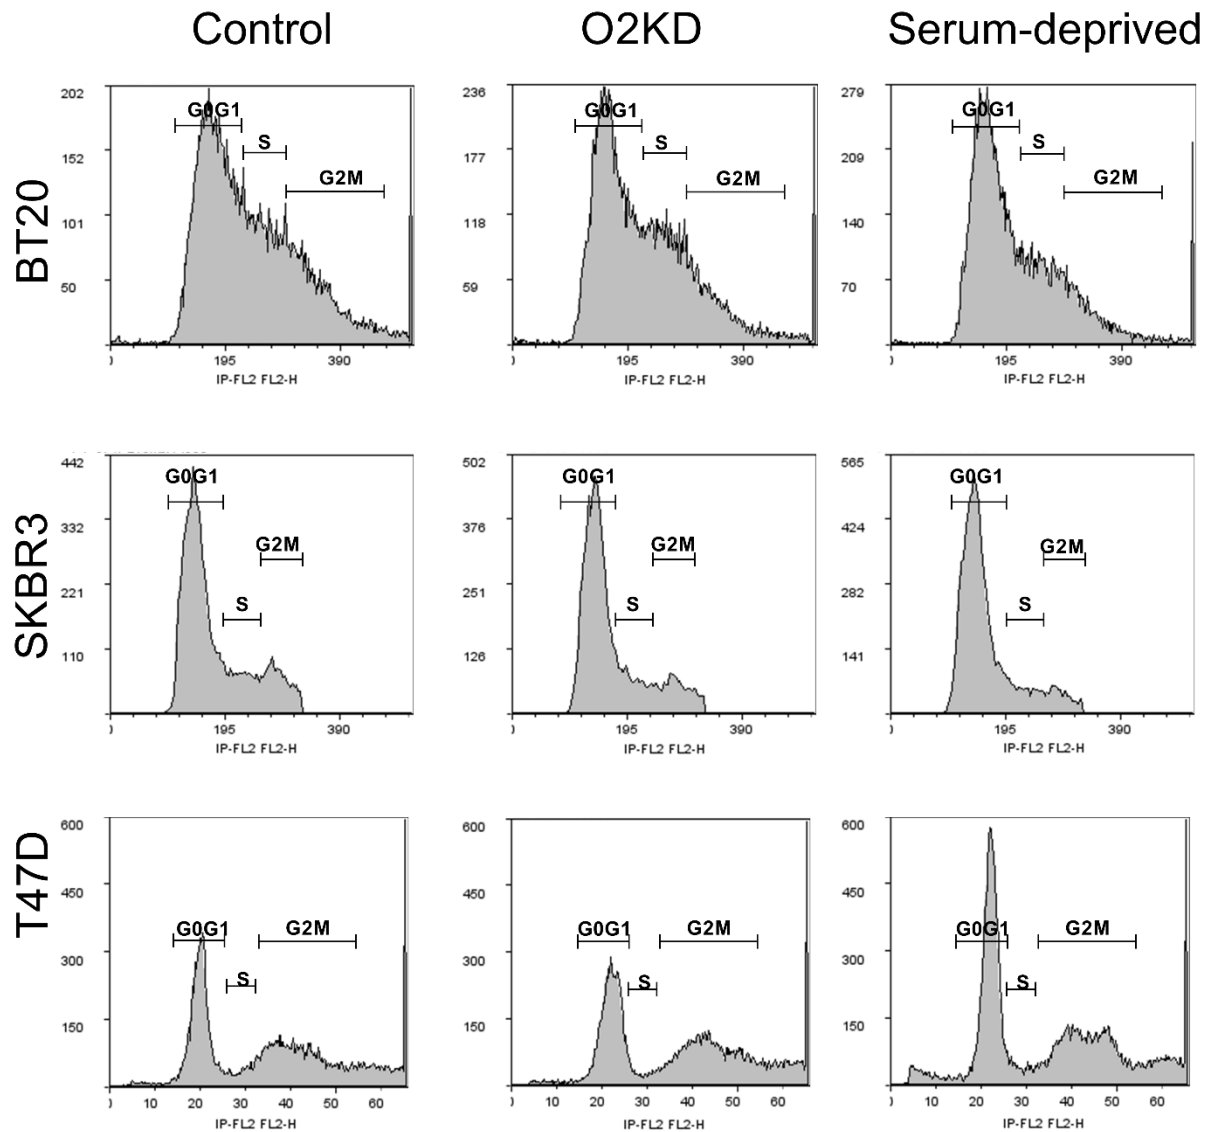 Control O2KD Serum-deprived
BT20
202 152 101 50
G0G1 S G2M
195 390
IP-FL2 FL2-H
236 177 118 59
G0G1 S G2M
195 390
IP-FL2 FL2-H
279 209 140 70
G0G1 S G2M
195 390
IP-FL2 FL2-H
SKBR3
442 332 221 110
G0G1 G2M S
195 390
IP-FL2 FL2-H
502 376 251 126
G0G1 G2M S
195 390
IP-FL2 FL2-H
565 424 282 141
G0G1 G2M S
195 390
IP-FL2 FL2-H
T47D
600 450 300 150
G0G1 G2M S
10 20 30 40 50 60
IP-FL2 FL2-H
600 450 300 150
G0G1 G2M S
10 20 30 40 50 60
IP-FL2 FL2-H
600 450 300 150
G0G1 G2M S
10 20 30 40 50 60
IP-FL2 FL2-H